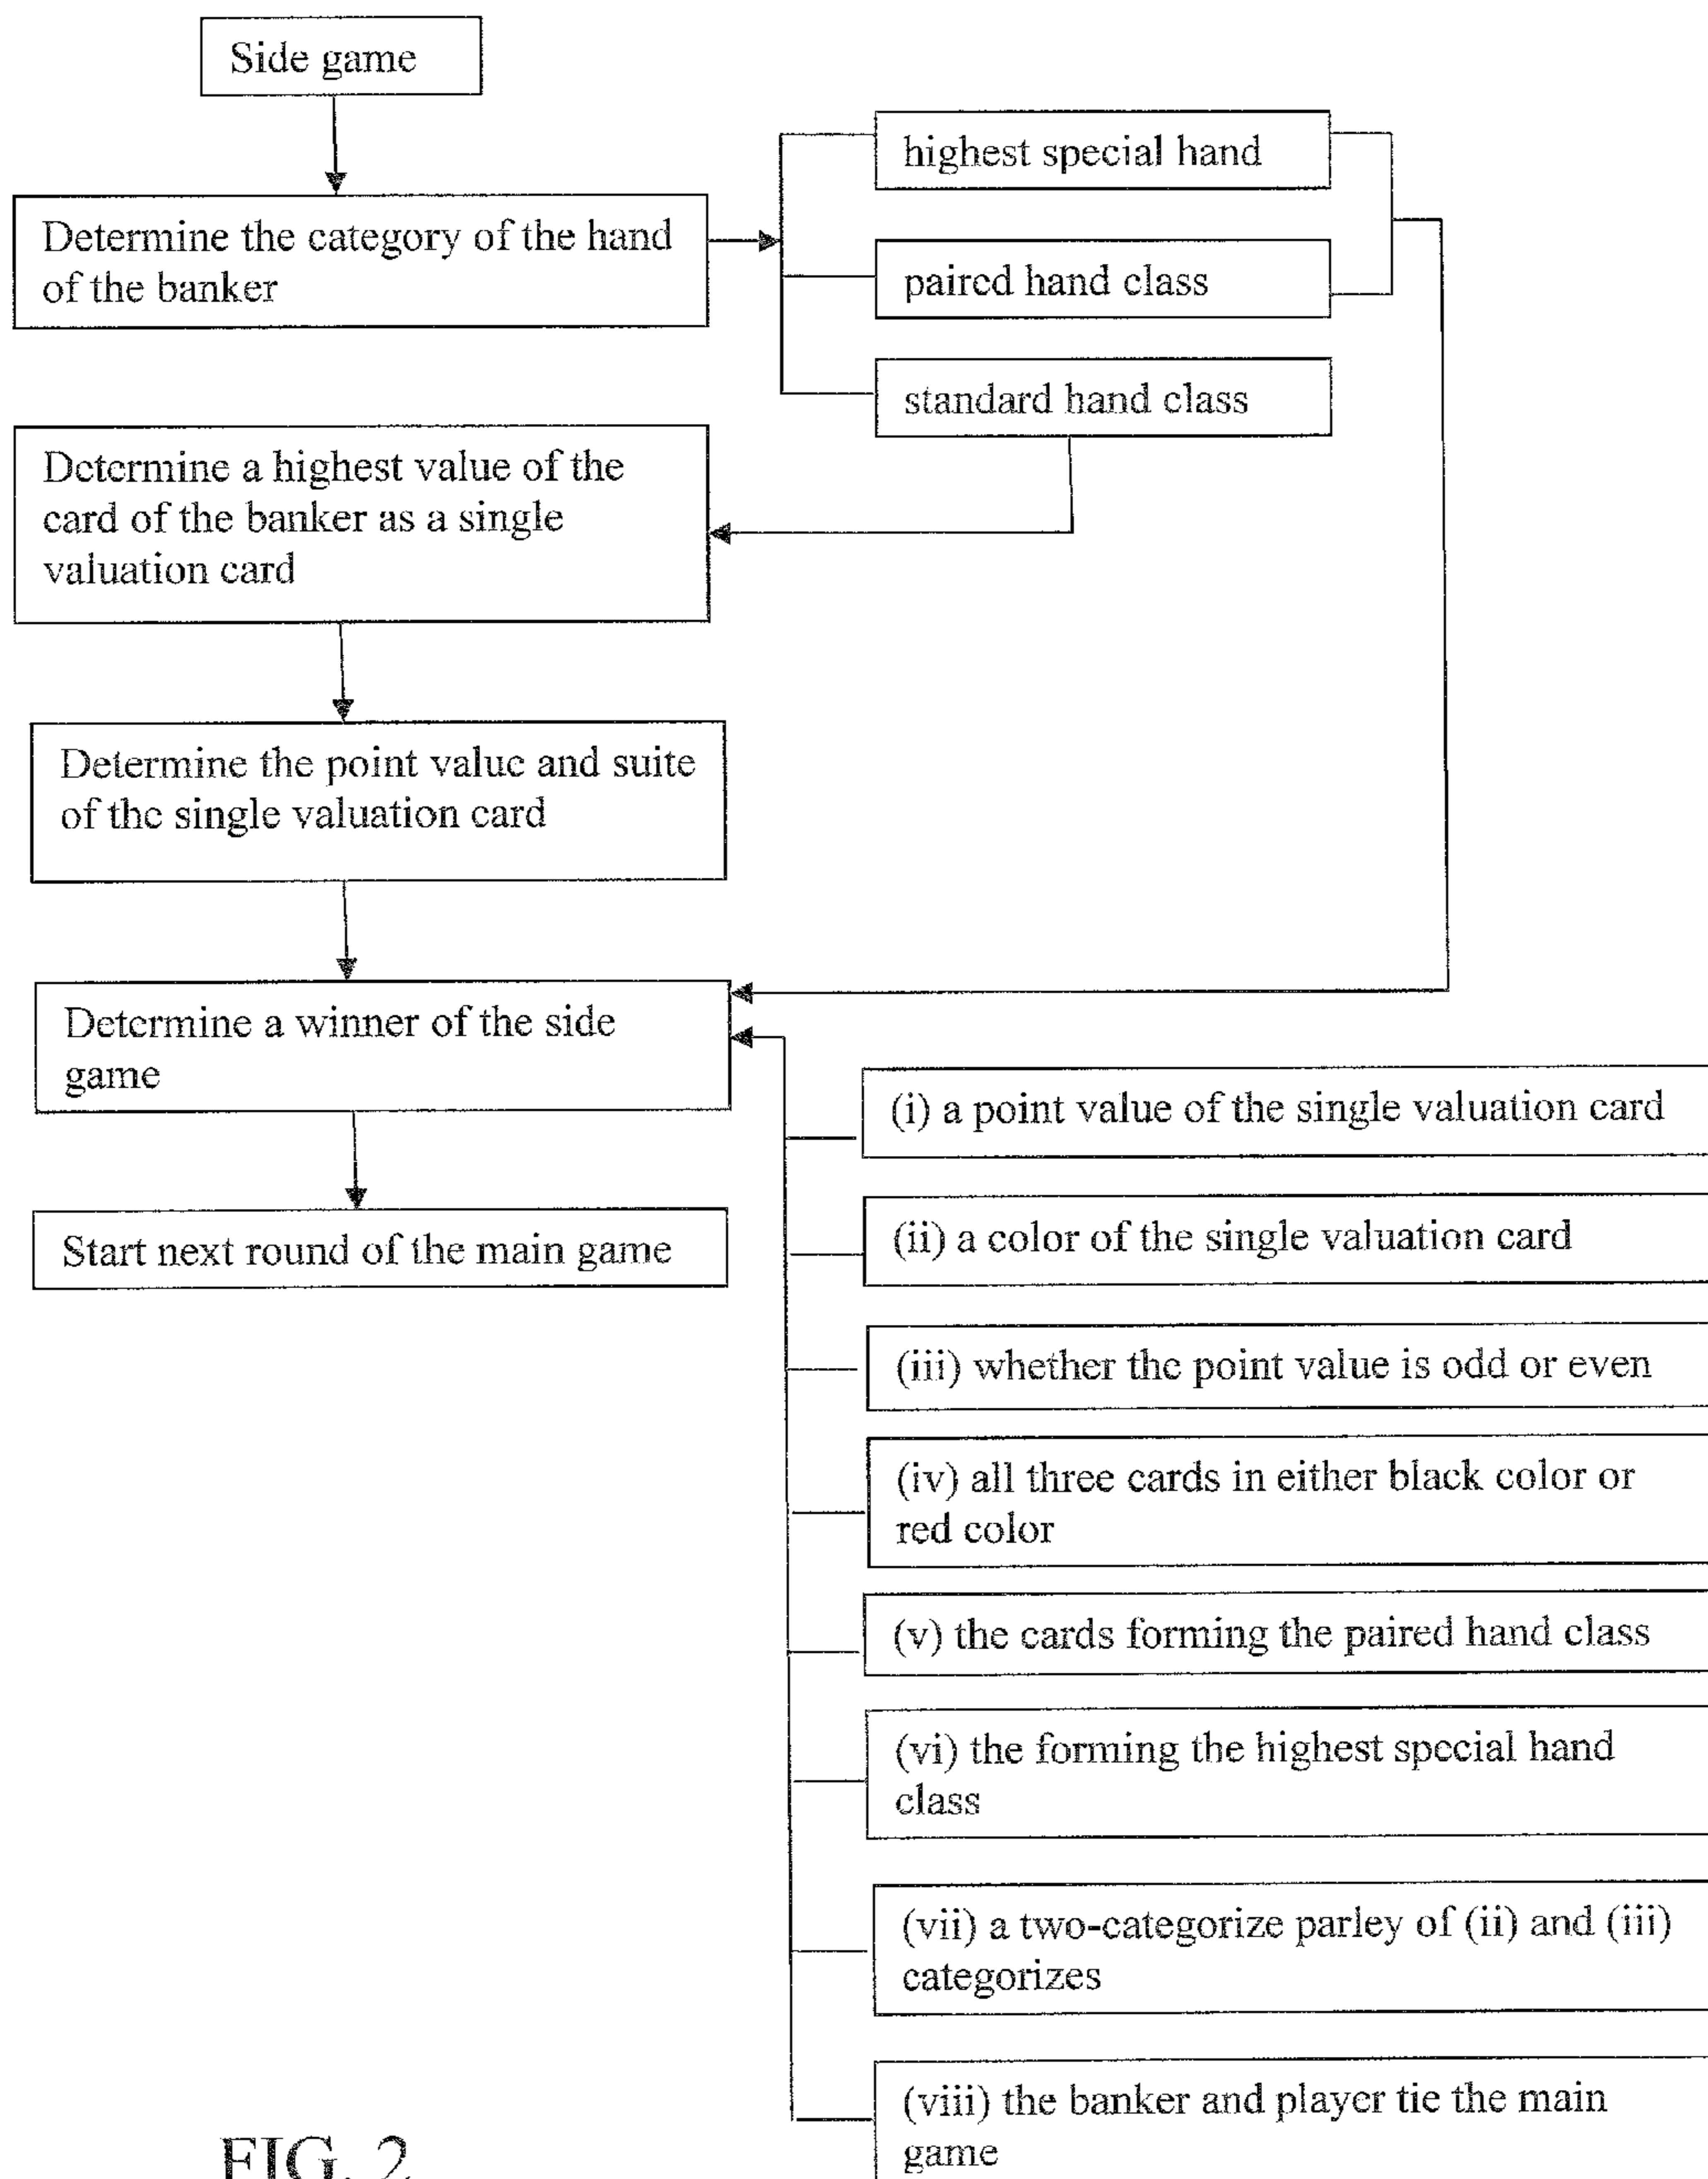 Side game
highest special hand
Determine the category of the hand
of the banker
paired hand class
standard hand class
Determine a highest value of the
card of the banker as a single
valuation card
Determine the point value and suite
of the single valuation card
Determine a winner of the side
game
(i) a point value of the single valuation card
(ii) a color of the single valuation card
Start next round of the main game
(iii) whether the point value is odd or even
(iv) all three cards in either black color or
red color
(v) the cards forming the paired hand class
(vi) the forming the highest special hand
class
(vii) a two-categorize parley of (ii) and (iii)
categorizes
(viii) the banker and player tie the main
game
FIG. 2